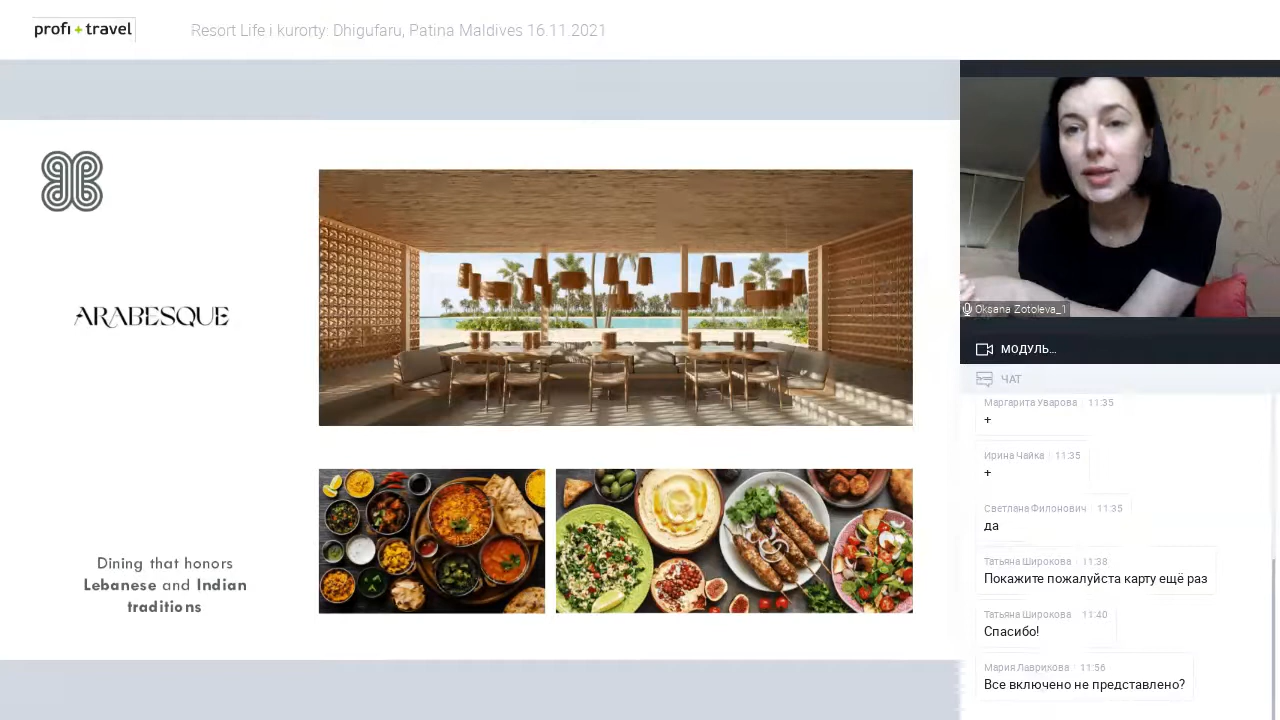 profi + travel
Resort Life i kurorty: Dhigufaru, Patina Maldives 16.11.2021
ARABESQUE
Dining that honors
Lebanese and Indian
traditions
Oksana Zotoleva_1
МОДУЛЬ...
ЧАТ
Маргарита Уварова 11:35
+
Ирина Чайка 11:35
+
Светлана Филонович 11:35
да
Татьяна Широкова 11:38
Покажите пожалуйста карту ещё раз
Татьяна Широкова 11:40
Спасибо!
Мария Лаврикова 11:56
Все включено не представлено?